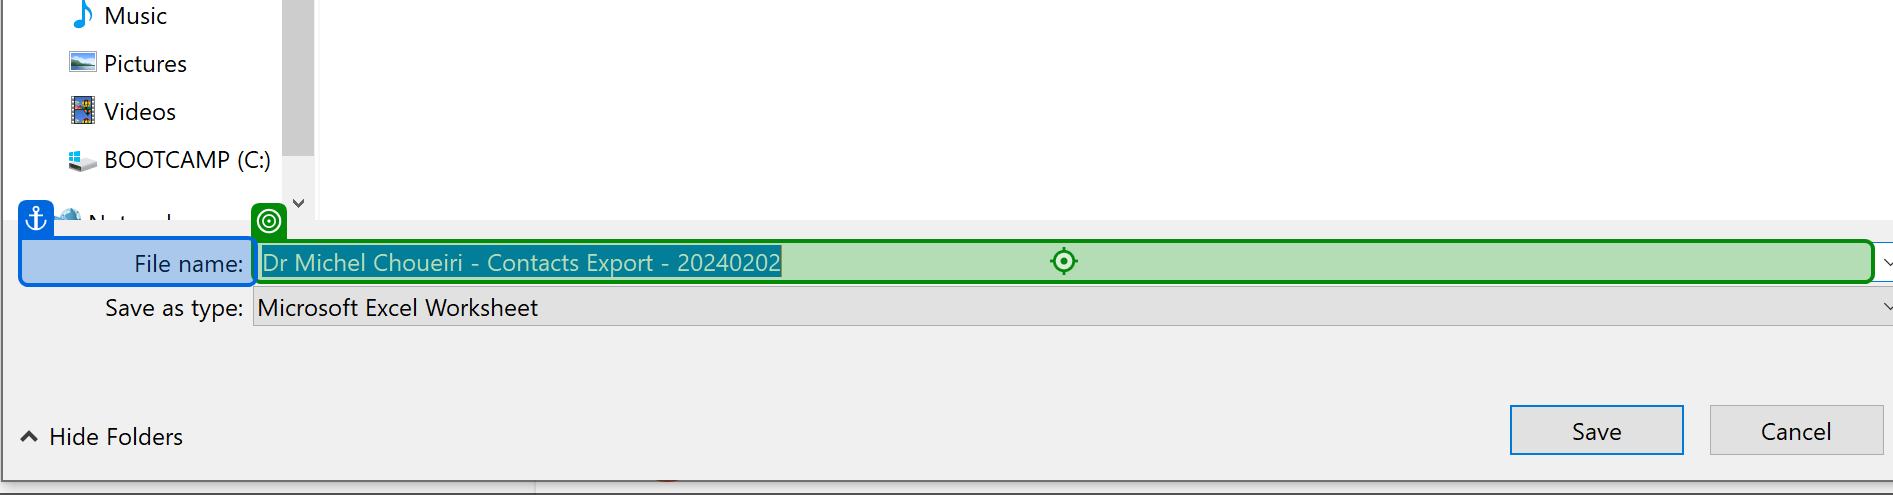 Music
Pictures
Videos
BOOTCAMP (C:)
File name: Dr Michel Choueiri - Contacts Export - 20240202
Save as type: Microsoft Excel Worksheet
Hide Folders
Save
Cancel